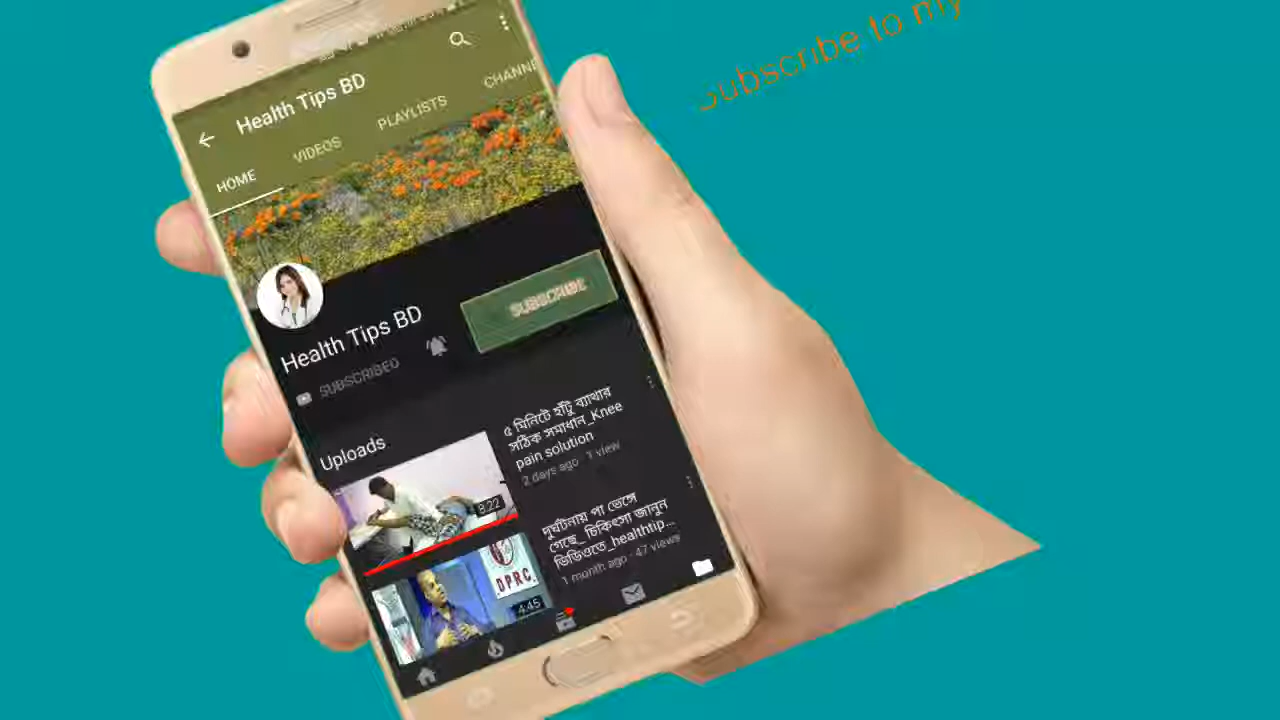 Subscribe to my
Health Tips BD
HOME
VIDEOS
PLAYLISTS
CHANNE
Health Tips BD
SUBSCRIBED
SUBSCRIBE
Uploads
৫ মিনিটে হাঁটু ব্যাথার
সঠিক সমাধান_Knee
pain solution
2 days ago · 1 view
8:22
দুর্ঘটনায় পা ভেঙ্গে
গেছে_ চিকিৎসা জানুন
ভিডিওতে_healthtip...
1 month ago · 47 views
DPRC
4:45